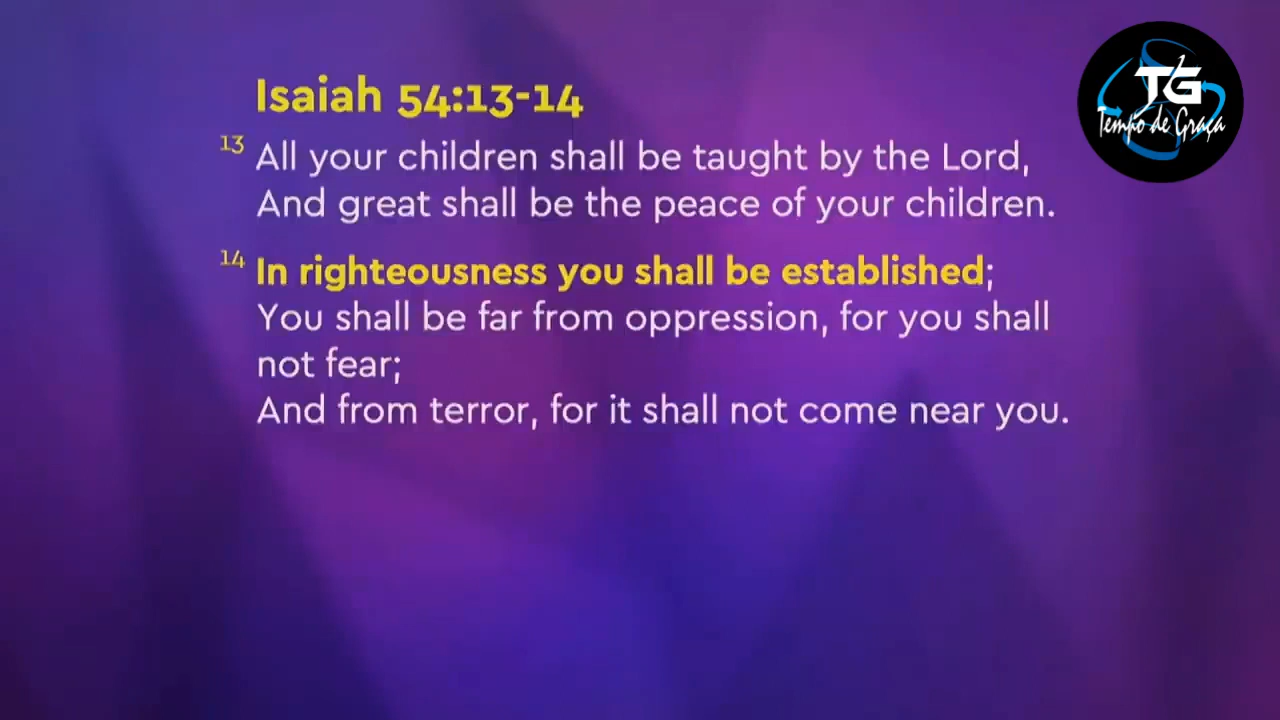 Isaiah 54:13-14
13 All your children shall be taught by the Lord,
And great shall be the peace of your children.
14 In righteousness you shall be established;
You shall be far from oppression, for you shall
not fear;
And from terror, for it shall not come near you.
TG
Tempo de Graça